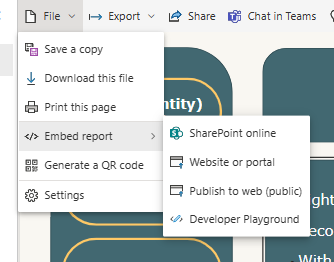 File
Export
Share
Chat in Teams
Save a copy
Download this file
Print this page
ntity)
Embed report
Generate a QR code
Settings
SharePoint online
Website or portal
Publish to web (public)
Developer Playground
ght
eco
With